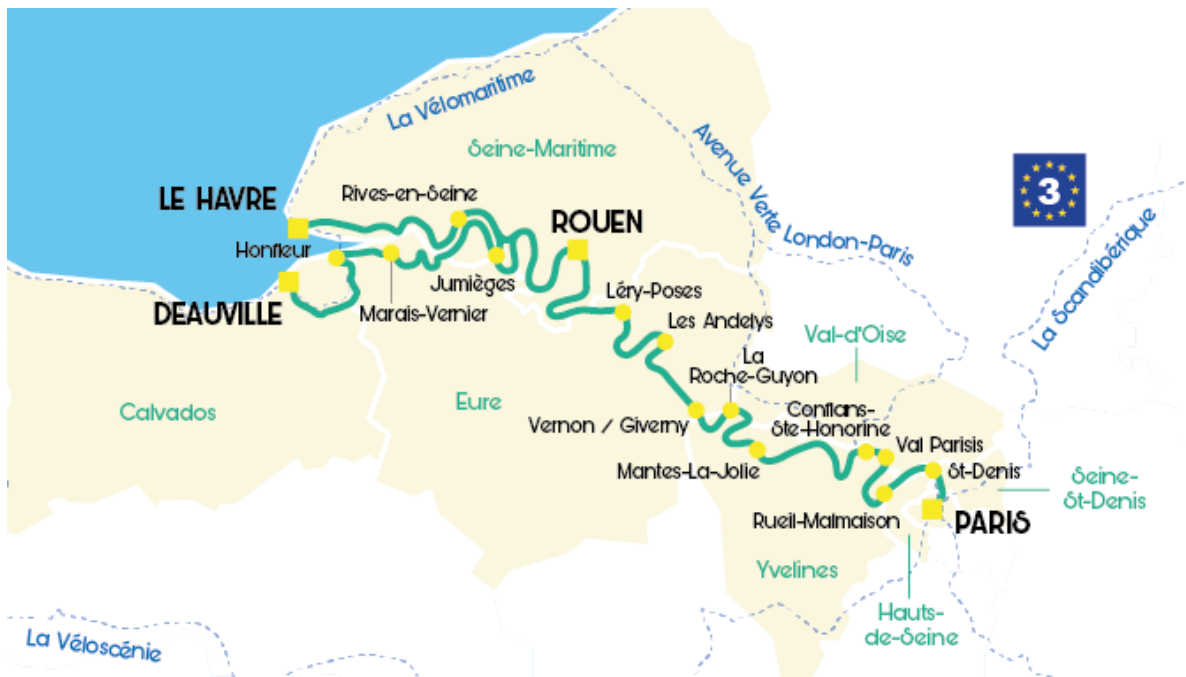 La Vélomaritime
Seine-Maritime
Avenue Verte London-Paris
3
La Scandibérique
LE HAVRE
Rives-en-Seine
ROUEN
Honfleur
DEAUVILLE
Marais-Vernier
Jumièges
Léry-Poses
Les Andelys
Val-d'Oise
La
Roche-Guyon
Calvados
Eure
Vernon / Giverny
Conflans-
Ste-Honorine
Val Parisis
St-Denis
Mantes-La-Jolie
Seine-
St-Denis
Rueil-Malmaison
PARIS
Yvelines
Hauts-
de-Seine
La Véloscénie